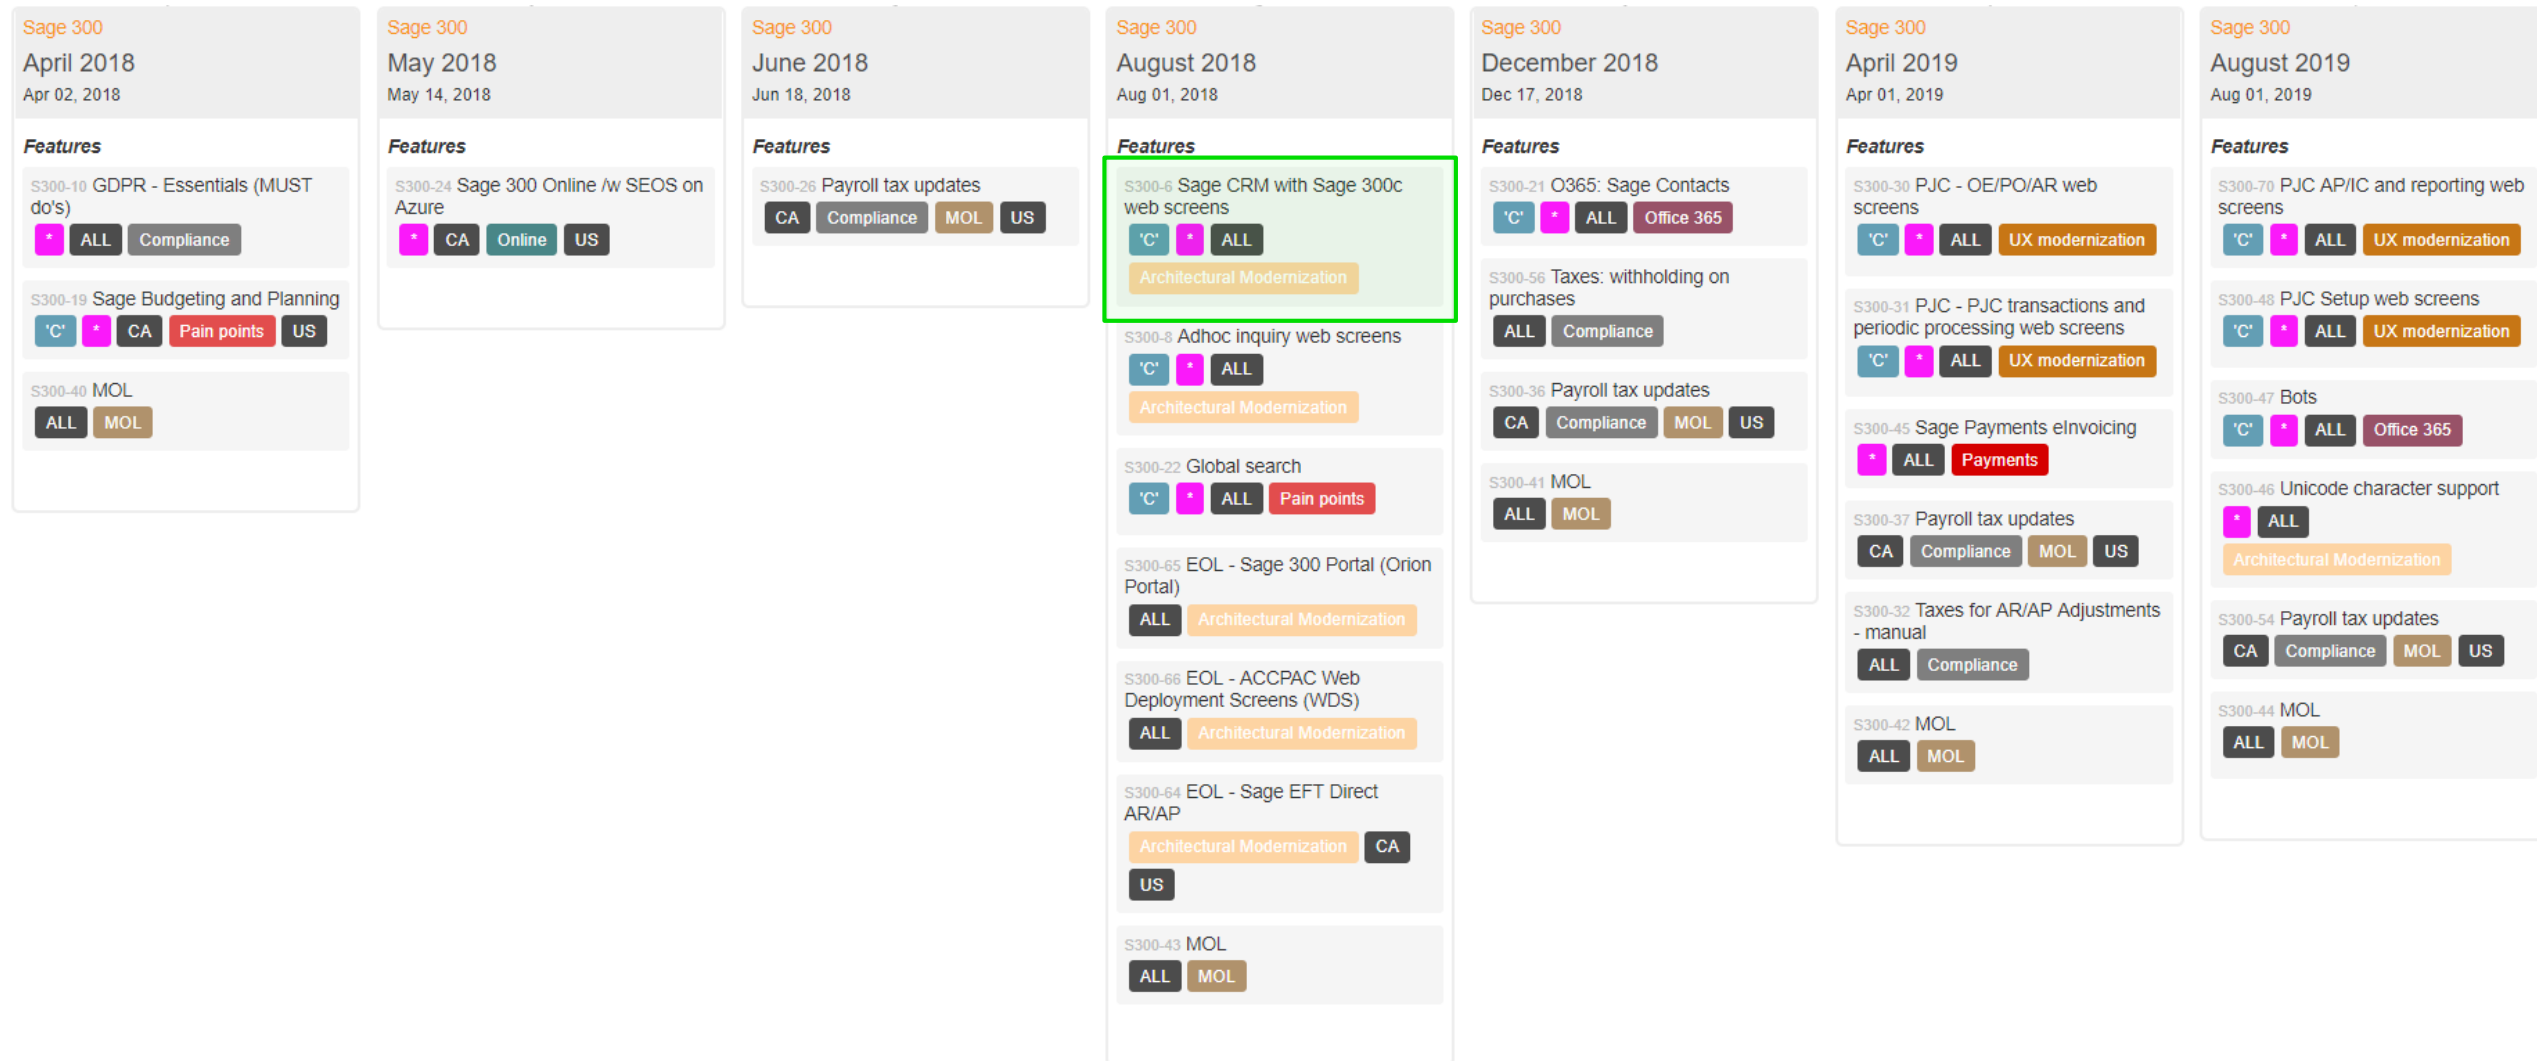 Sage 300
April 2018
Apr 02, 2018
Features
S300-10 GDPR - Essentials (MUST
do's)
* ALL Compliance
S300-19 Sage Budgeting and Planning
'C' * CA Pain points US
S300-40 MOL
ALL MOL
Sage 300
May 2018
May 14, 2018
Features
S300-24 Sage 300 Online /w SEOS on
Azure
* CA Online US
Sage 300
June 2018
Jun 18, 2018
Features
S300-26 Payroll tax updates
CA Compliance MOL US
Sage 300
August 2018
Aug 01, 2018
Features
S300-6 Sage CRM with Sage 300c
web screens
'C' * ALL
Architectural Modernization
S300-8 Adhoc inquiry web screens
'C' * ALL
Architectural Modernization
S300-22 Global search
'C' * ALL Pain points
S300-65 EOL - Sage 300 Portal (Orion
Portal)
ALL Architectural Modernization
S300-66 EOL - ACCPAC Web
Deployment Screens (WDS)
ALL Architectural Modernization
S300-64 EOL - Sage EFT Direct
AR/AP
Architectural Modernization CA
US
S300-43 MOL
ALL MOL
Sage 300
December 2018
Dec 17, 2018
Features
S300-21 O365: Sage Contacts
'C' * ALL Office 365
S300-56 Taxes: withholding on
purchases
ALL Compliance
S300-36 Payroll tax updates
CA Compliance MOL US
S300-41 MOL
ALL MOL
Sage 300
April 2019
Apr 01, 2019
Features
S300-30 PJC - OE/PO/AR web
screens
'C' * ALL UX modernization
S300-31 PJC - PJC transactions and
periodic processing web screens
'C' * ALL UX modernization
S300-45 Sage Payments eInvoicing
* ALL Payments
S300-37 Payroll tax updates
CA Compliance MOL US
S300-32 Taxes for AR/AP Adjustments
- manual
ALL Compliance
S300-42 MOL
ALL MOL
Sage 300
August 2019
Aug 01, 2019
Features
S300-70 PJC AP/IC and reporting web
screens
'C' * ALL UX modernization
S300-48 PJC Setup web screens
'C' * ALL UX modernization
S300-47 Bots
'C' * ALL Office 365
S300-46 Unicode character support
* ALL
Architectural Modernization
S300-54 Payroll tax updates
CA Compliance MOL US
S300-44 MOL
ALL MOL